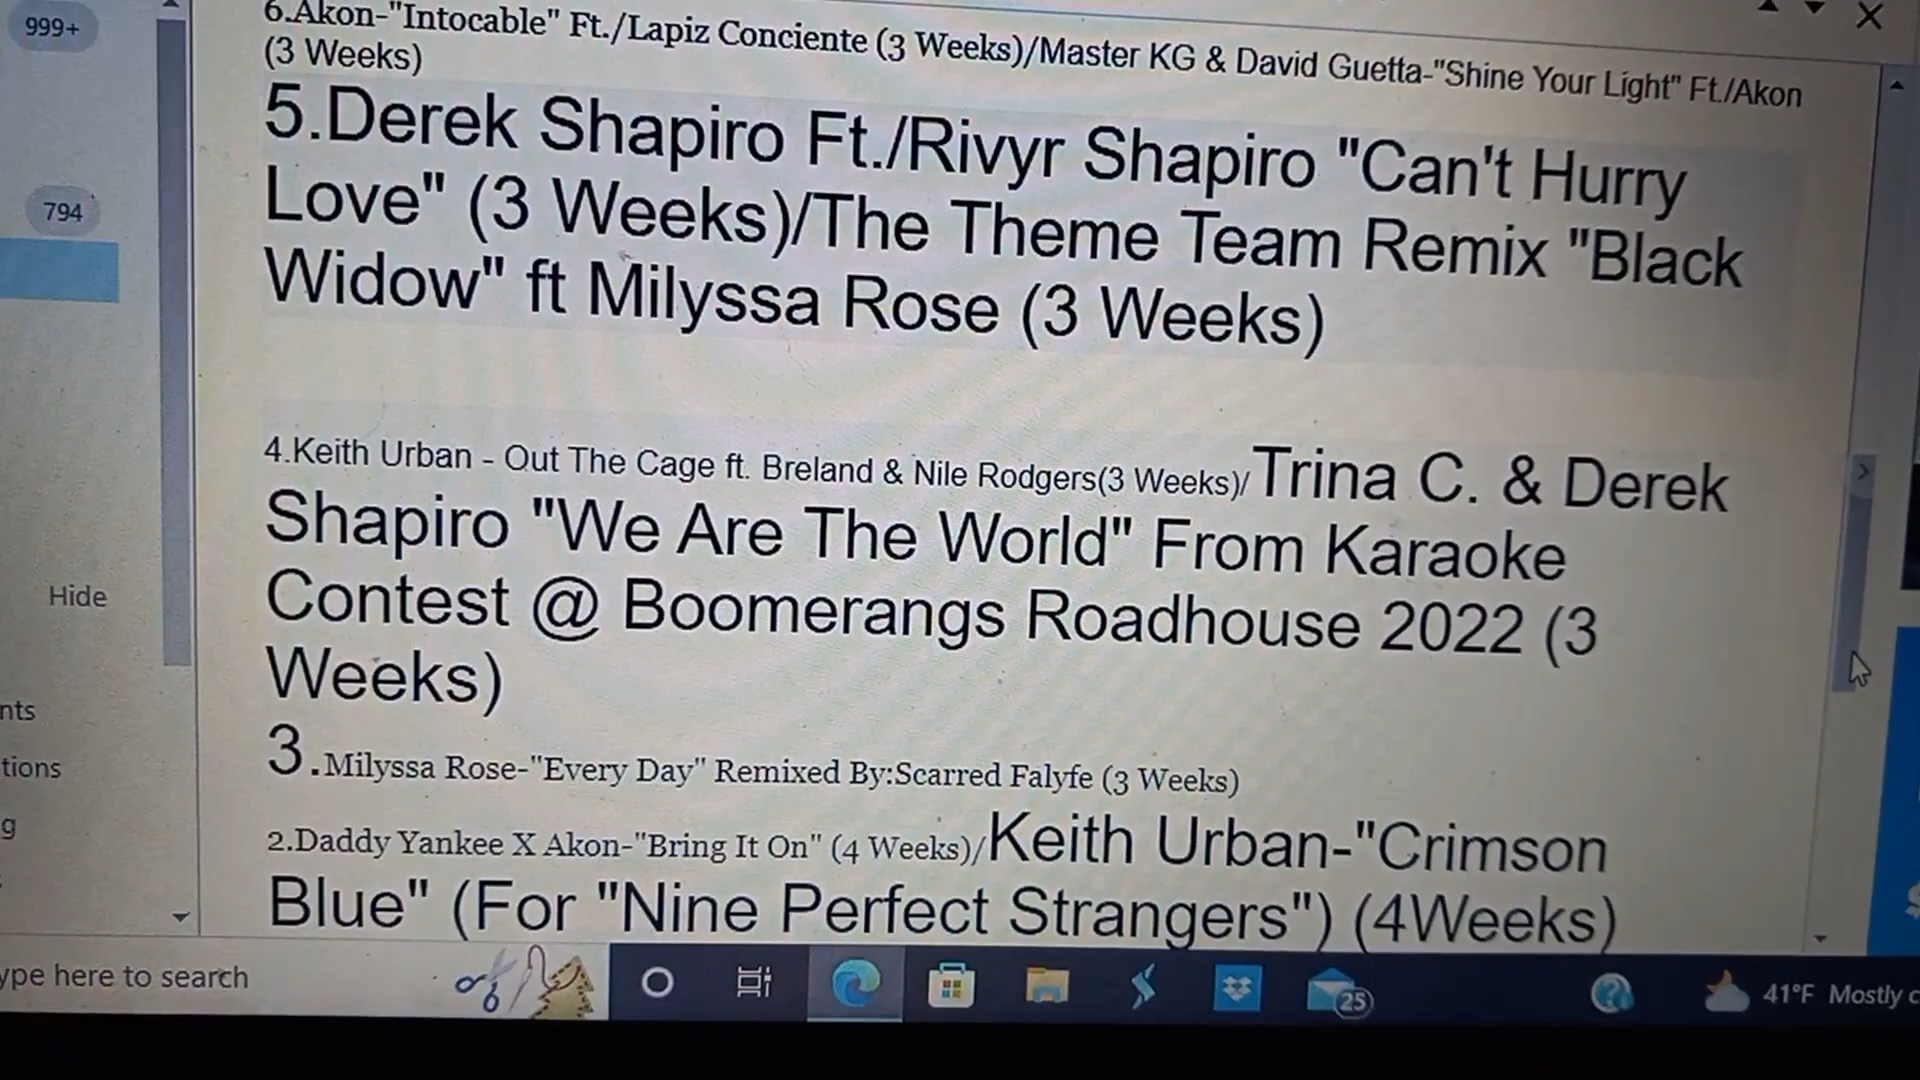 999+
6.Akon-"Intocable" Ft./Lapiz Conciente (3 Weeks)/Master KG & David Guetta-"Shine Your Light" Ft./Akon
(3 Weeks)
5.Derek Shapiro Ft./Rivyr Shapiro "Can't Hurry
Love" (3 Weeks)/The Theme Team Remix "Black
Widow" ft Milyssa Rose (3 Weeks)
794
4.Keith Urban - Out The Cage ft. Breland & Nile Rodgers(3 Weeks)/Trina C. & Derek
Shapiro "We Are The World" From Karaoke
Contest @ Boomerangs Roadhouse 2022 (3
Weeks)
Hide
nts
tions
g
3.Milyssa Rose-"Every Day" Remixed By:Scarred Falyfe (3 Weeks)
2.Daddy Yankee X Akon-"Bring It On" (4 Weeks)/Keith Urban-"Crimson
Blue" (For "Nine Perfect Strangers") (4Weeks)
ype here to search
25
41°F Mostly c